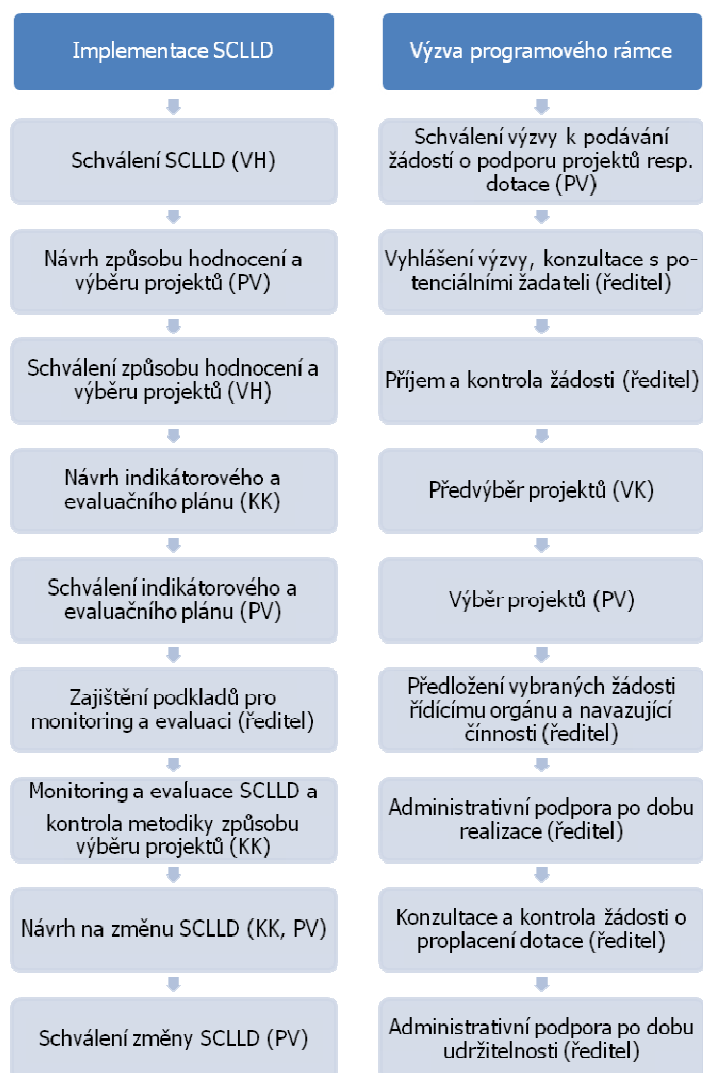 Implementace SCLLD
Schválení SCLLD (VH)
Návrh způsobu hodnocení a
výběru projektů (PV)
Schválení způsobu hodnocení a
výběru projektů (VH)
Návrh indikátorového a
evaluačního plánu (KK)
Schválení indikátorového a
evaluačního plánu (PV)
Zajištění podkladů pro
monitoring a evaluaci (ředitel)
Monitoring a evaluace SCLLD a
kontrola metodiky způsobu
výběru projektů (KK)
Návrh na změnu SCLLD (KK, PV)
Schválení změny SCLLD (PV)
Výzva programového rámce
Schválení výzvy k podávání
žádostí o podporu projektů resp.
dotace (PV)
Vyhlášení výzvy, konzultace s po-
tenciálními žadateli (ředitel)
Příjem a kontrola žádosti (ředitel)
Předvýběr projektů (VK)
Výběr projektů (PV)
Předložení vybraných žádosti
řídícímu orgánu a navazující
činnosti (ředitel)
Administrativní podpora po dobu
realizace (ředitel)
Konzultace a kontrola žádosti o
proplacení dotace (ředitel)
Administrativní podpora po dobu
udržitelnosti (ředitel)